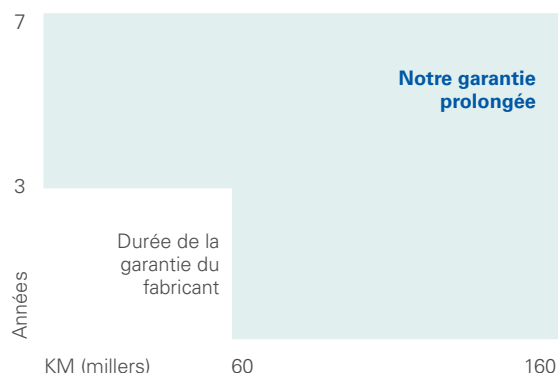 7
Notre garantie
prolongée
3
Durée de la
garantie du
fabricant
Années
KM (millers)
60
160